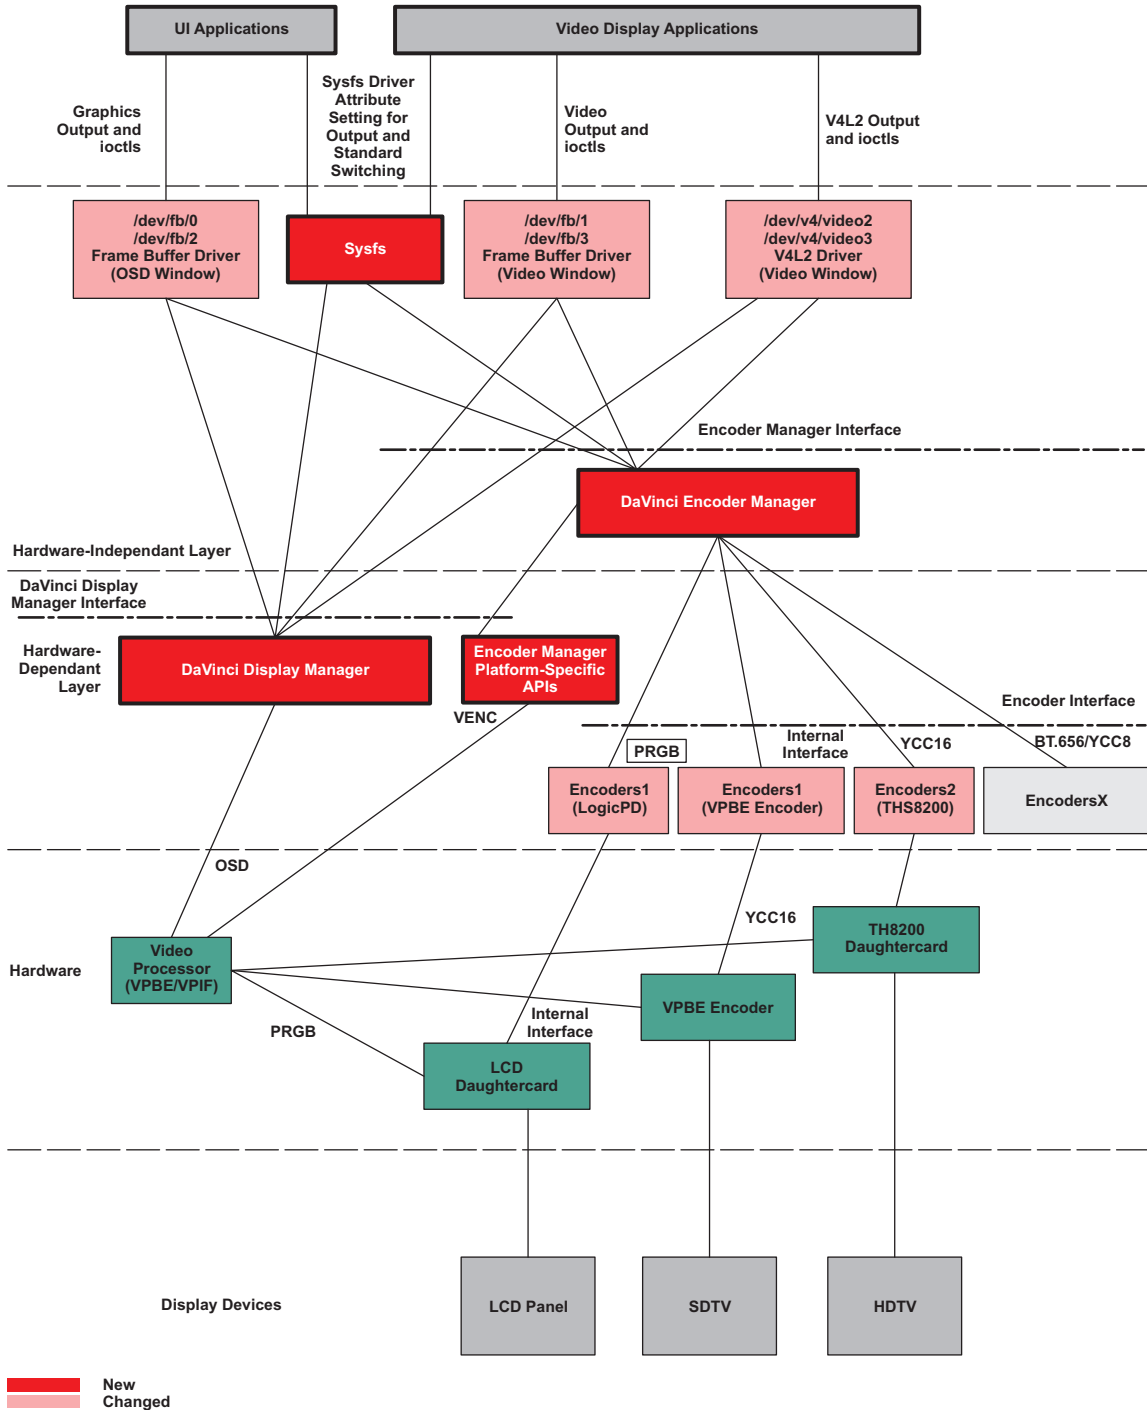 UI Applications
Video Display Applications
Graphics
Output and
ioctls
Sysfs Driver
Attribute
Setting for
Output and
Standard
Switching
Video
Output and
ioctls
V4L2 Output
and ioctls
/dev/fb/0
/dev/fb/2
Frame Buffer Driver
(OSD Window)
Sysfs
/dev/fb/1
/dev/fb/3
Frame Buffer Driver
(Video Window)
/dev/v4/video2
/dev/v4/video3
V4L2 Driver
(Video Window)
Encoder Manager Interface
DaVinci Encoder Manager
Hardware-Independant Layer
DaVinci Display
Manager Interface
Hardware-
Dependant
Layer
DaVinci Display Manager
Encoder Manager
Platform-Specific
APIs
VENC
Encoder Interface
PRGB
Internal
Interface
YCC16
BT.656/YCC8
Encoders1
(LogicPD)
Encoders1
(VPBE Encoder)
Encoders2
(THS8200)
EncodersX
OSD
YCC16
Hardware
Video
Processor
(VPBE/VPIF)
TH8200
Daughtercard
VPBE Encoder
PRGB
Internal
Interface
LCD
Daughtercard
Display Devices
LCD Panel
SDTV
HDTV
New
Changed